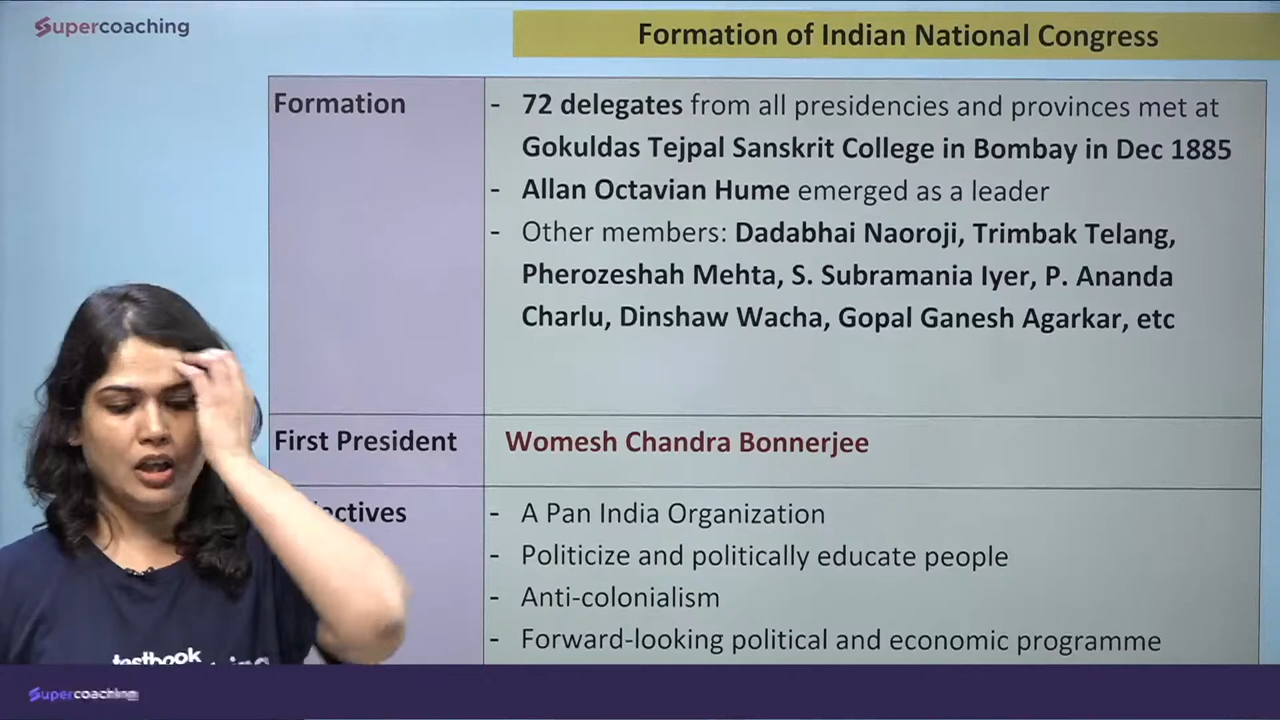 Supercoaching
Formation of Indian National Congress
Formation
- 72 delegates from all presidencies and provinces met at
Gokuldas Tejpal Sanskrit College in Bombay in Dec 1885
- Allan Octavian Hume emerged as a leader
- Other members: Dadabhai Naoroji, Trimbak Telang,
Pherozeshah Mehta, S. Subramania Iyer, P. Ananda
Charlu, Dinshaw Wacha, Gopal Ganesh Agarkar, etc
First President
Womesh Chandra Bonnerjee
- A Pan India Organization
- Politicize and politically educate people
- Anti-colonialism
- Forward-looking political and economic programme
testbook
Supercoaching